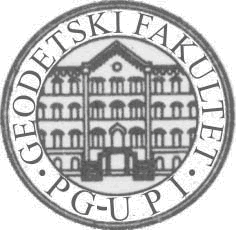 · GEODETSKI FAKULTET ·
PG-UPI